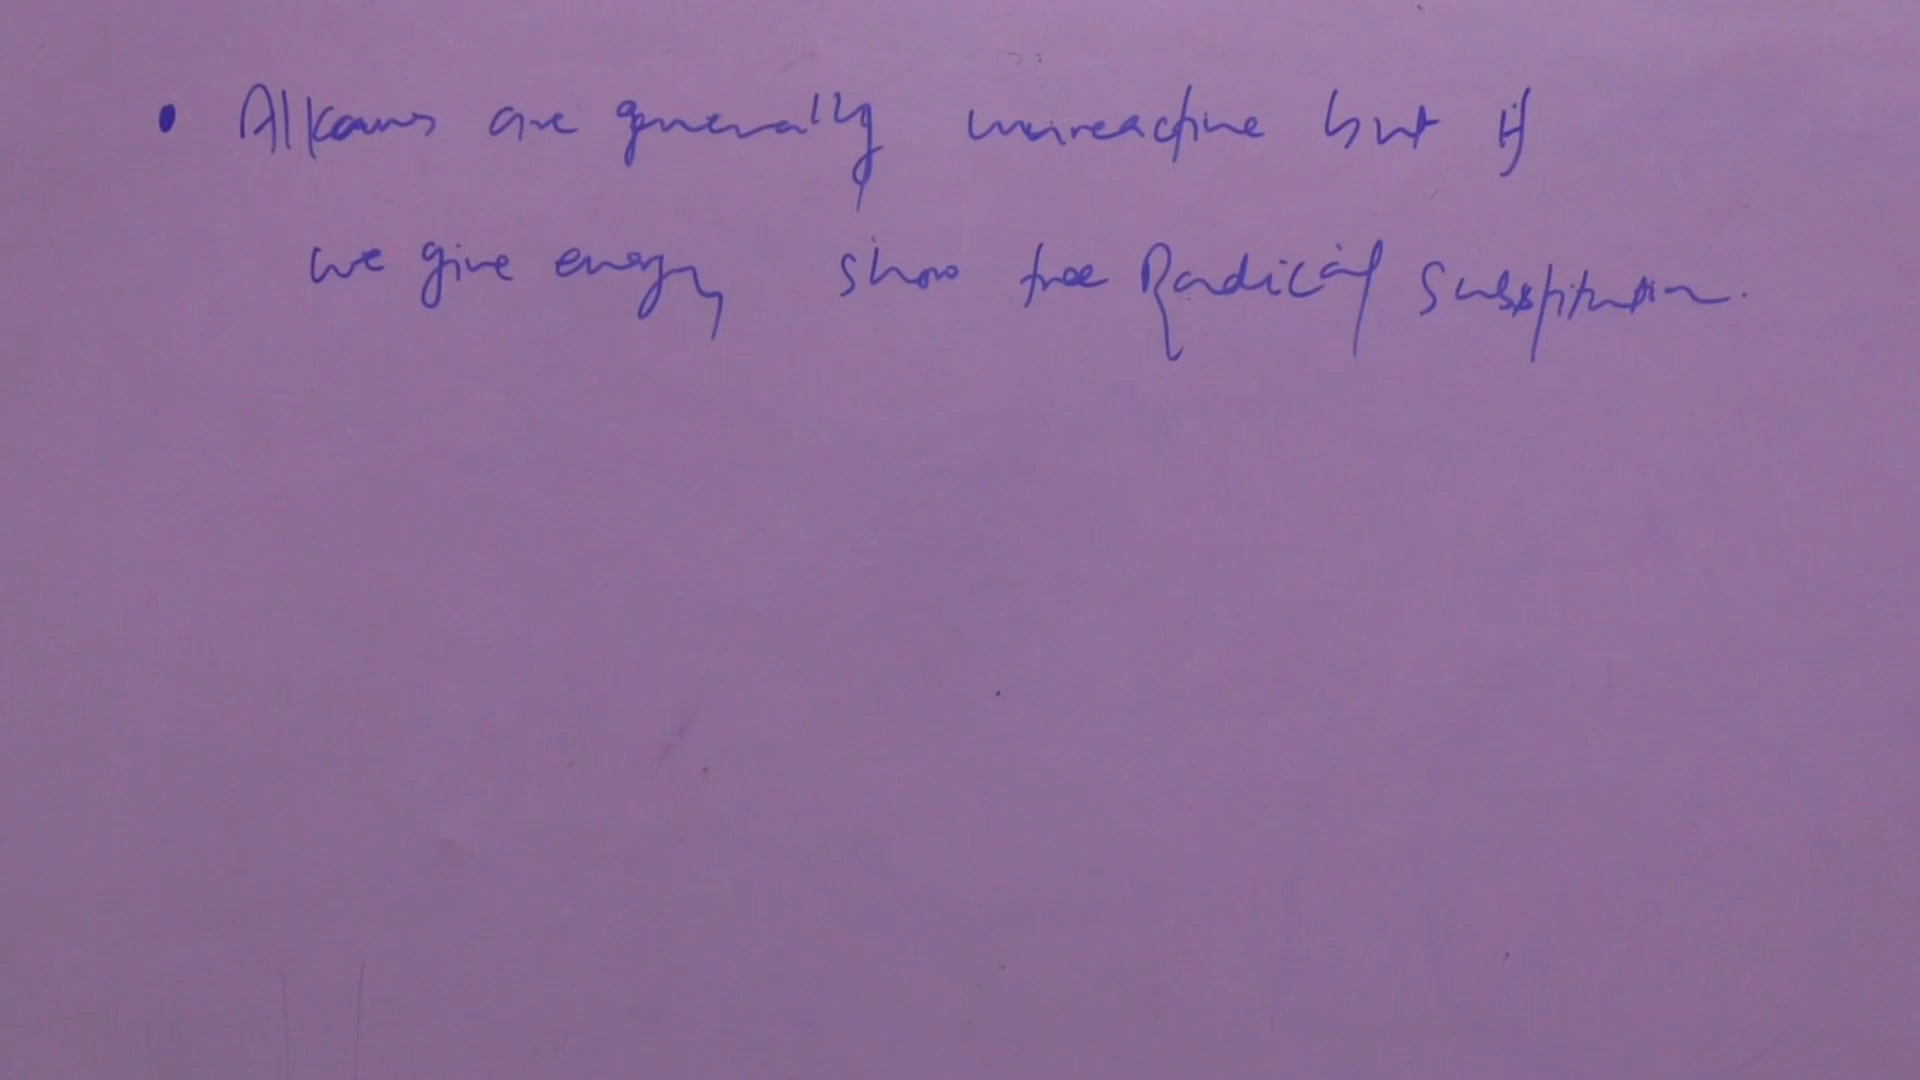 • Alkanes are generally unreactive but if
we give energy show free Radical Substitution.